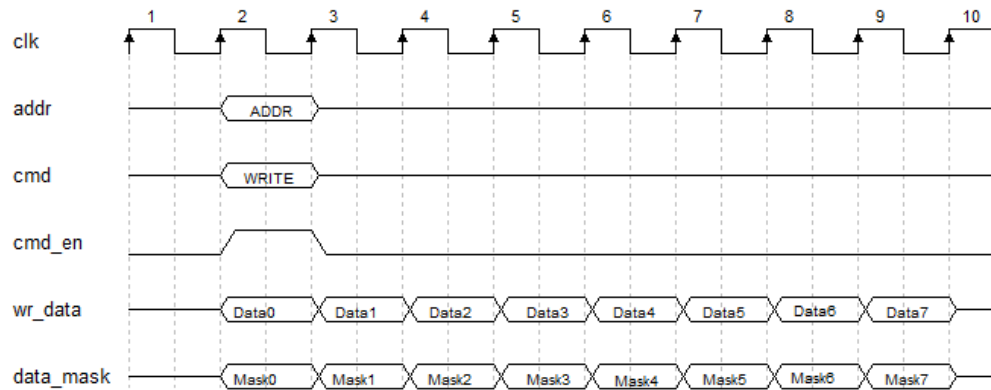 1 2 3 4 5 6 7 8 9 10
clk
addr ADDR
cmd WRITE
cmd_en
wr_data Data0 Data1 Data2 Data3 Data4 Data5 Data6 Data7
data_mask Mask0 Mask1 Mask2 Mask3 Mask4 Mask5 Mask6 Mask7